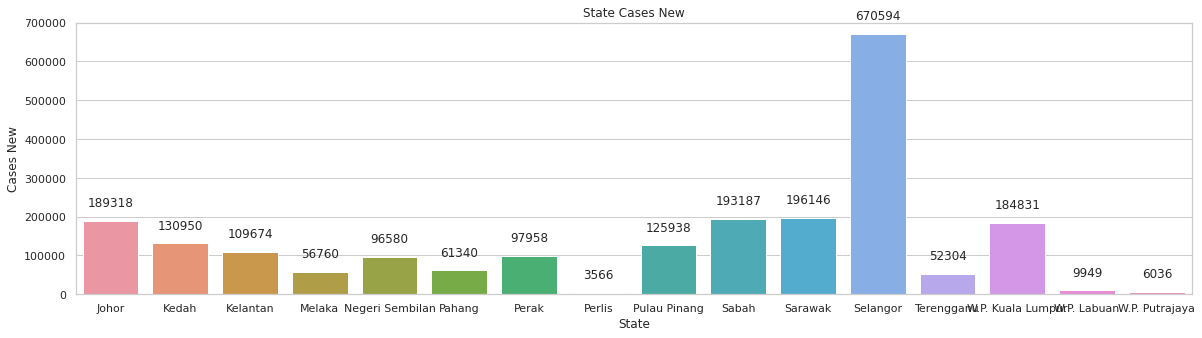 State Cases New
700000
600000
500000
400000
300000
200000
100000
0
Cases New
189318
130950
109674
56760
96580
61340
97958
3566
125938
193187
196146
670594
52304
184831
9949
6036
Johor
Kedah
Kelantan
Melaka
Negeri Sembilan
Pahang
Perak
Perlis
Pulau Pinang
Sabah
Sarawak
Selangor
Terengganu
W.P. Kuala Lumpur
W.P. Labuan
W.P. Putrajaya
State